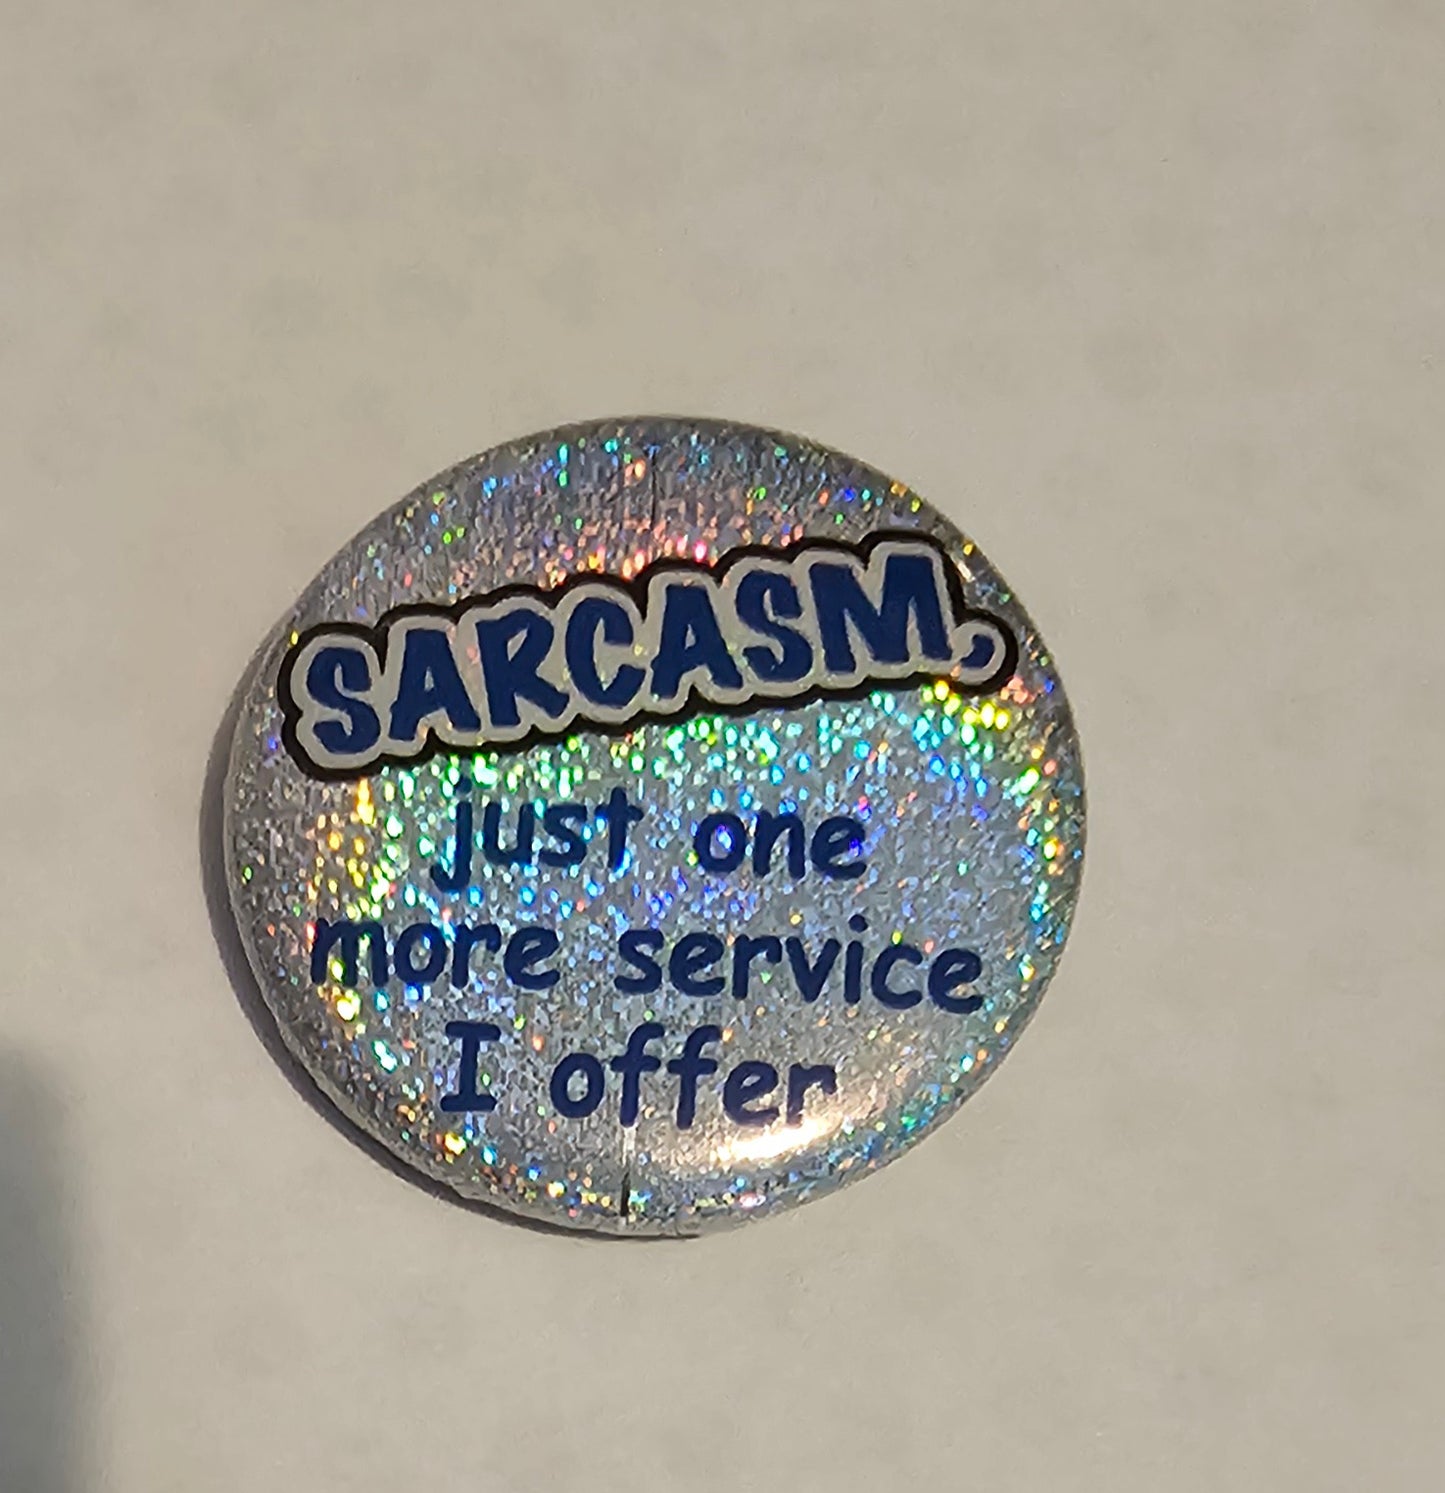 SARCASM,
just one
more service
I offer